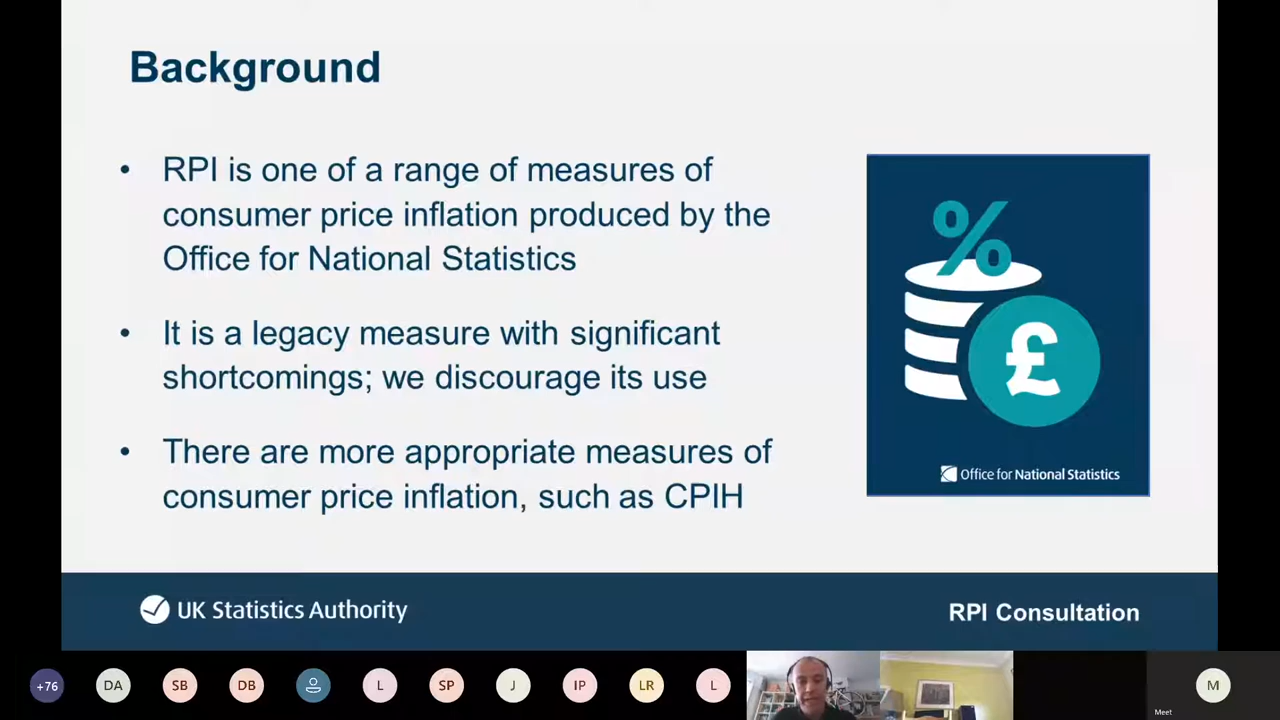 Background
• RPI is one of a range of measures of
consumer price inflation produced by the
Office for National Statistics
• It is a legacy measure with significant
shortcomings; we discourage its use
• There are more appropriate measures of
consumer price inflation, such as CPIH
%
£
Office for National Statistics
UK Statistics Authority
RPI Consultation
+76 DA SB DB L SP J IP LR L M
Meet